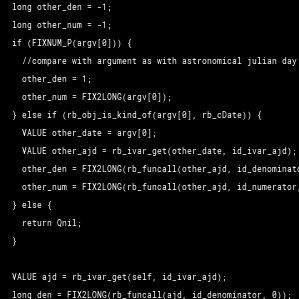 long other_den = -1;
long other_num = -1;
if (FIXNUM_P(argv[0])) {
//compare with argument as with astronomical julian day
other_den = 1;
other_num = FIX2LONG(argv[0]);
} else if (rb_obj_is_kind_of(argv[0], rb_cDate)) {
VALUE other_date = argv[0];
VALUE other_ajd = rb_ivar_get(other_date, id_ivar_ajd);
other_den = FIX2LONG(rb_funcall(other_ajd, id_denominato
other_num = FIX2LONG(rb_funcall(other_ajd, id_numerator,
} else {
return Qnil;
}
VALUE ajd = rb_ivar_get(self, id_ivar_ajd);
long den = FIX2LONG(rb_funcall(ajd, id_denominator, 0));